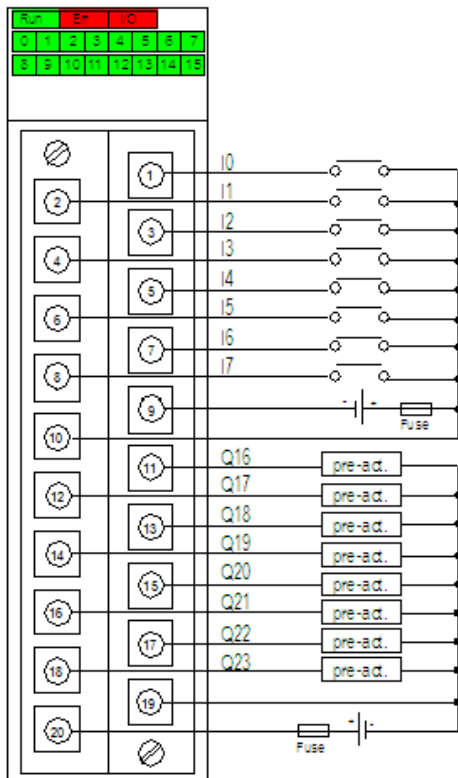 Run Err I/O
0 1 2 3 4 5 6 7
8 9 10 11 12 13 14 15
1 I0
2 I1
3 I2
4 I3
5 I4
6 I5
7 I6
8 I7
9 - + Fuse
10
11 Q16 pre-act.
12 Q17 pre-act.
13 Q18 pre-act.
14 Q19 pre-act.
15 Q20 pre-act.
16 Q21 pre-act.
17 Q22 pre-act.
18 Q23 pre-act.
19
20 Fuse + -